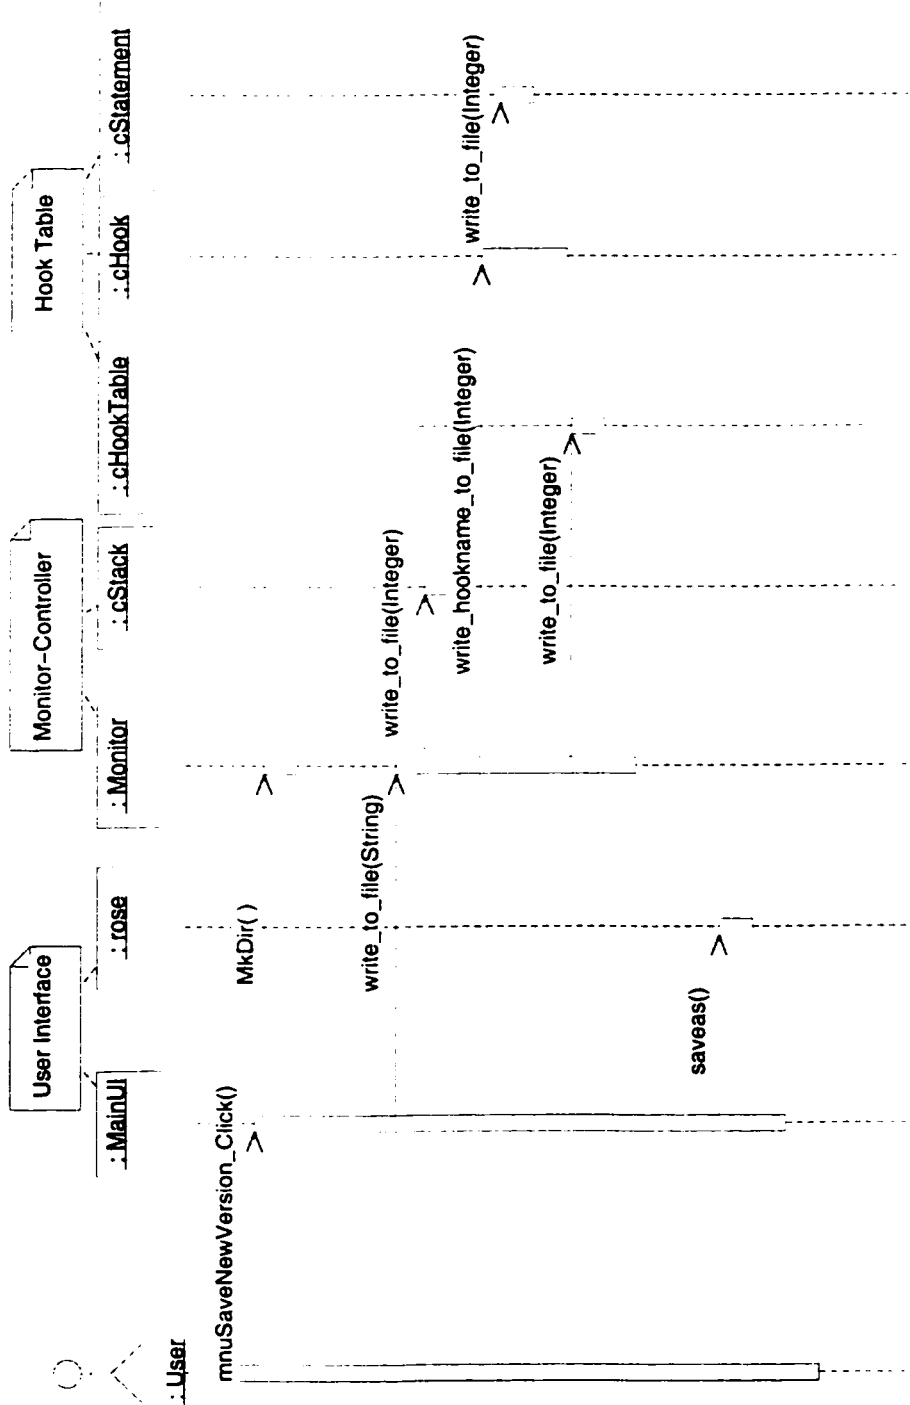 User Interface
Monitor-Controller
Hook Table
: User
: MainUI
: rose
: Monitor
: cStack
: cHookTable
: cHook
: cStatement
mnuSaveNewVersion_Click()
MkDir( )
write_to_file(String)
write_to_file(Integer)
write_hookname_to_file(Integer)
write_to_file(Integer)
write_to_file(Integer)
saveas()